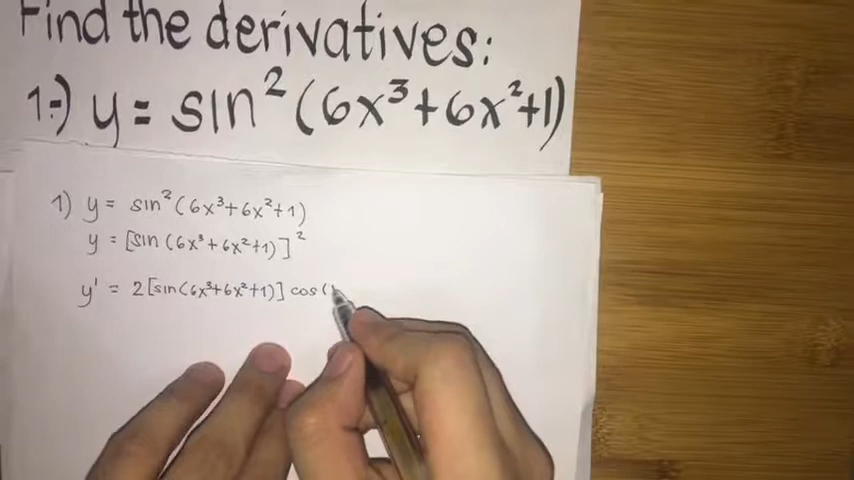 Find the derivatives:
1.) y = sin²(6x³+6x²+1)
1) y = sin²(6x³+6x²+1)
y = [sin(6x³+6x²+1)]²
y' = 2[sin(6x³+6x²+1)] cos(